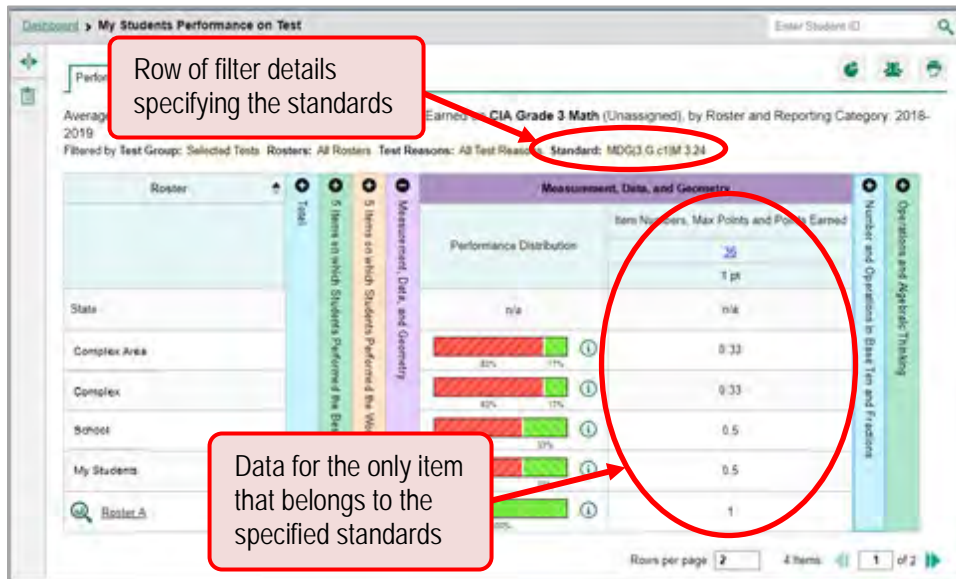 Dashboard > My Students Performance on Test
Enter Student ID
Row of filter details
specifying the standards
Perfor
Average
Earned on CIA Grade 3 Math (Unassigned), by Roster and Reporting Category: 2018-
2019
Filtered by Test Group: Selected Tests Rosters: All Rosters Test Reasons: All Test Reasons Standard: MDG(3.G.c1)M.3.24
Roster
Total
5 Items on which Students Performed the Bes
5 Items on which Students Performed the Wo
Measurement, Data, and Geometry
Measurement, Data, and Geometry
Number and Operations in Base Ten and Fractions
Operations and Algebraic Thinking
Performance Distribution
Item Numbers, Max Points and Points Earned
1 pt
State
n/a
n/a
Complex Area
83% 17%
0.33
Complex
83% 17%
0.33
School
0.5
My Students
0.5
Roster A
1
Data for the only item
that belongs to the
specified standards
Rows per page 2 4 Items 1 of 2